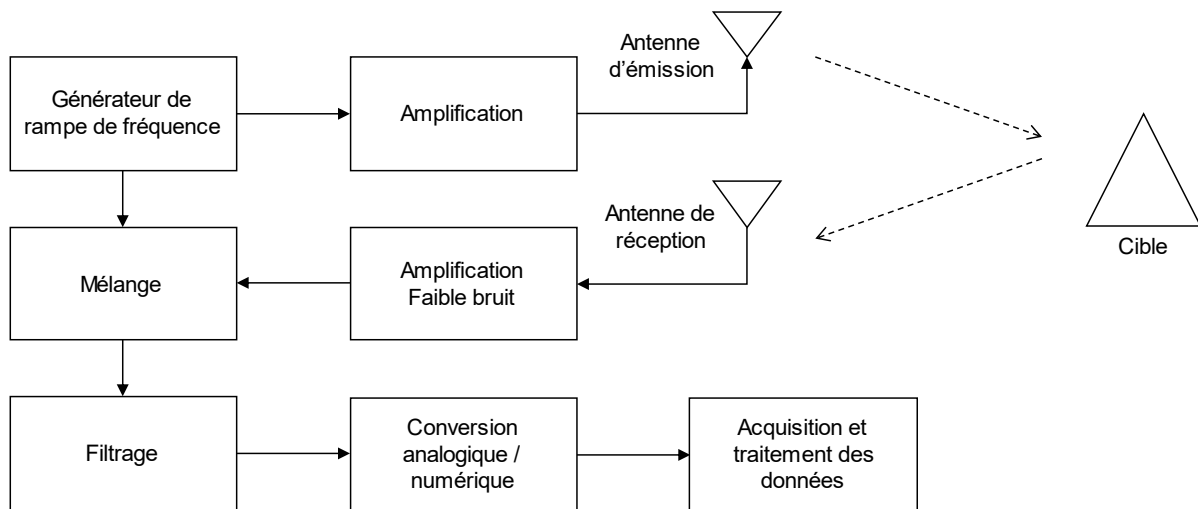 Antenne
d’émission
Générateur de
rampe de fréquence
Amplification
Antenne de
réception
Cible
Mélange
Amplification
Faible bruit
Filtrage
Conversion
analogique /
numérique
Acquisition et
traitement des
données